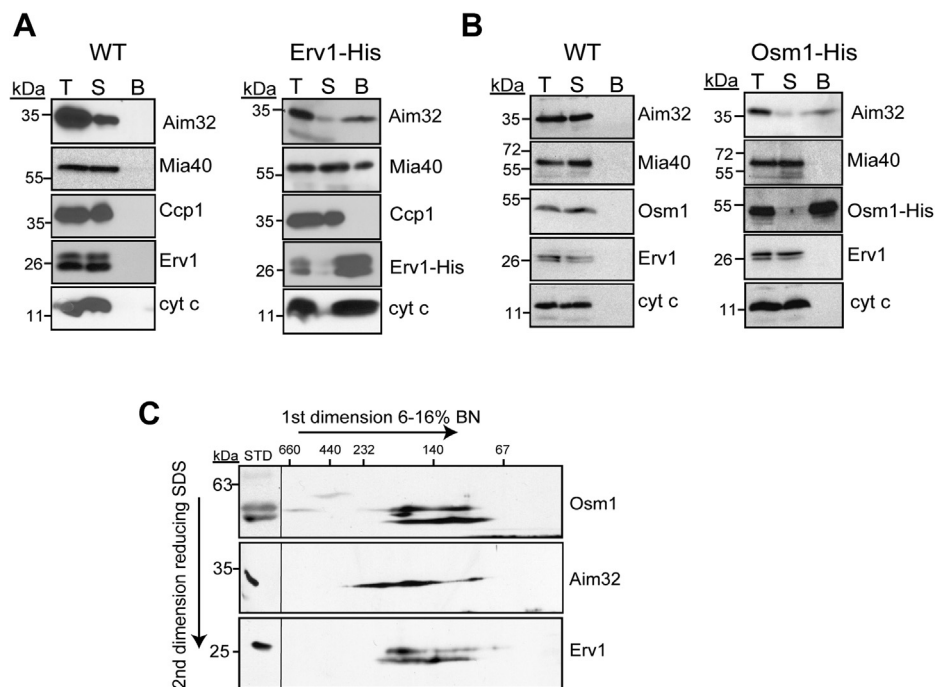 A
WT
kDa T S B
35 Aim32
55 Mia40
35 Ccp1
26 Erv1
11 cyt c
Erv1-His
kDa T S B
35 Aim32
55 Mia40
35 Ccp1
26 Erv1-His
11 cyt c
B
WT
kDa T S B
35 Aim32
72
55 Mia40
55 Osm1
26 Erv1
11 cyt c
Osm1-His
kDa T S B
35 Aim32
72
55 Mia40
55 Osm1-His
26 Erv1
11 cyt c
C
1st dimension 6-16% BN
kDa STD 660 440 232 140 67
2nd dimension reducing SDS
63 Osm1
35 Aim32
25 Erv1